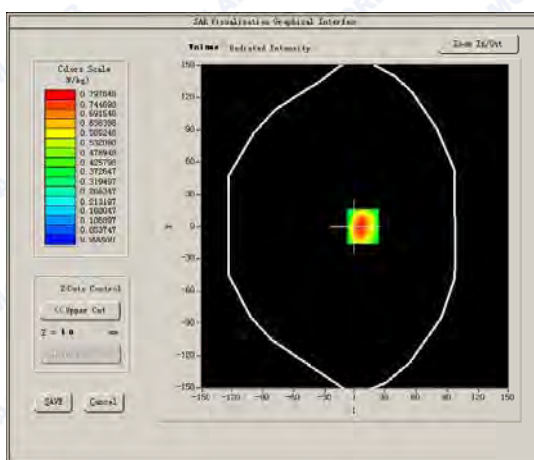 SAR Visualisation Graphical Interface
Volume Radiated Intensity
Zoom In/Out
Colors Scale
(W/kg)
0.797848
0.744698
0.691548
0.638398
0.585248
0.532098
0.478948
0.425798
0.372647
0.319497
0.266347
0.213197
0.160047
0.106897
0.053747
150
120
90
60
30
0
-30
-60
-90
-120
-150
Y
-150 -120 -90 -60 -30 0 30 60 90 120 150
X
Z-Cuts Control
<< Upper Cut
SAVE
Cancel